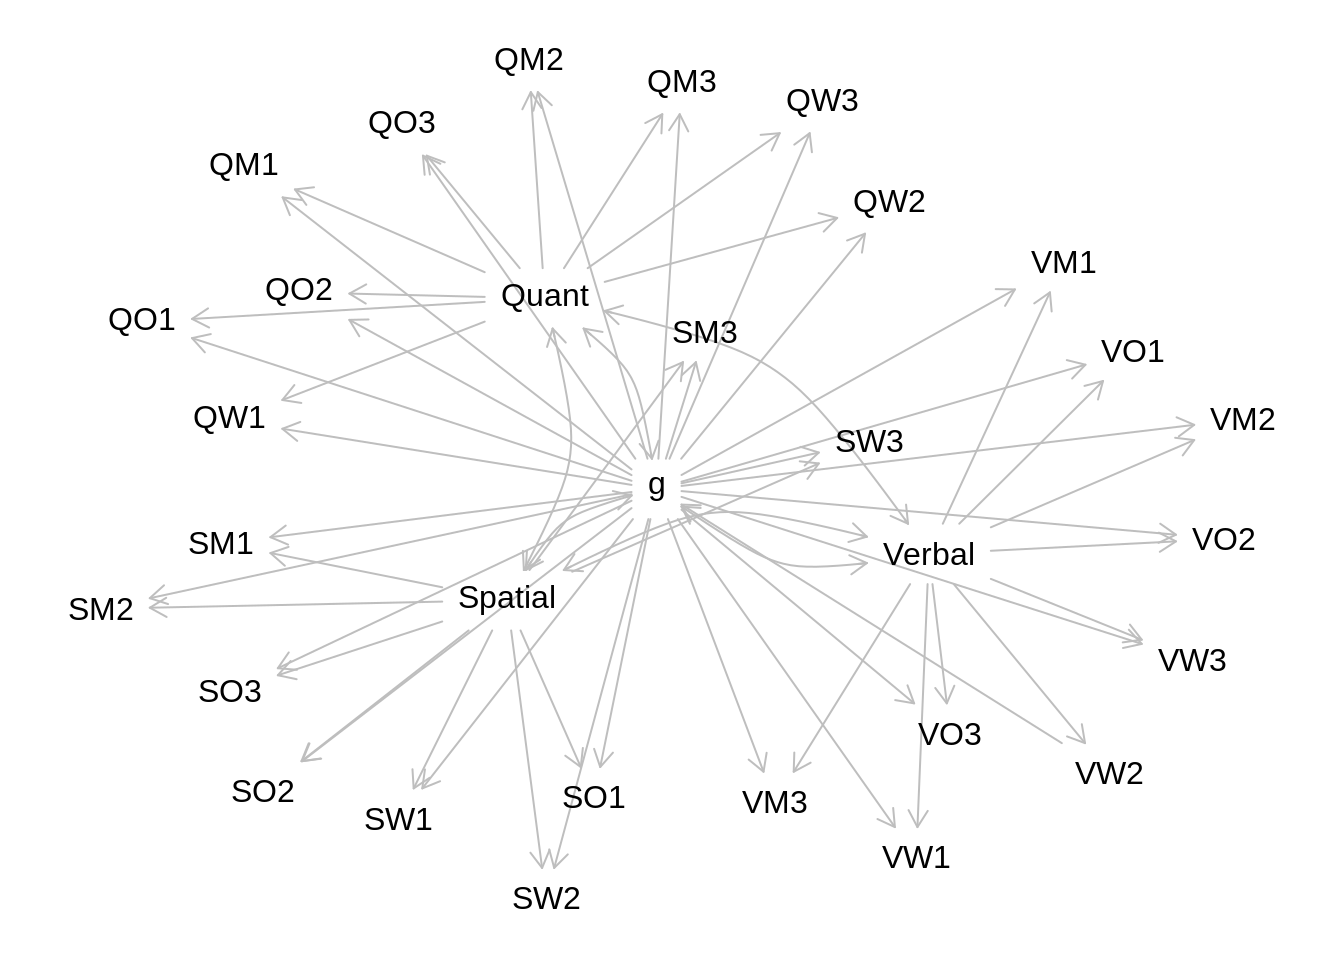 QM2
QM3
QW3
QO3
QM1
QW2
VM1
QO2
Quant
QO1
SM3
VO1
QW1
VM2
SW3
g
SM1
VO2
Verbal
Spatial
SM2
VW3
SO3
VO3
VW2
SO2
SO1
VM3
SW1
VW1
SW2